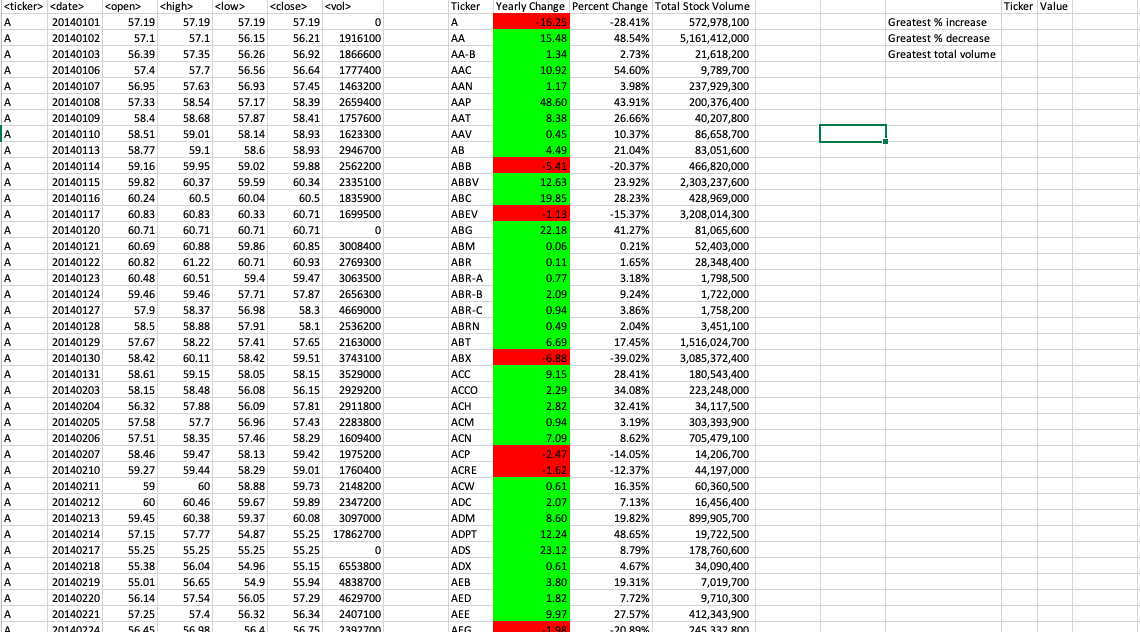 <ticker> <date> <open> <high> <low> <close> <vol> Ticker Yearly Change Percent Change Total Stock Volume Ticker Value
A 20140101 57.19 57.19 57.19 57.19 0 A -16.25 -28.41% 572,978,100 Greatest % increase
A 20140102 57.1 57.1 56.15 56.21 1916100 AA 15.48 48.54% 5,161,412,000 Greatest % decrease
A 20140103 56.39 57.35 56.26 56.92 1866600 AA-B 1.34 2.73% 21,618,200 Greatest total volume
A 20140106 57.4 57.7 56.56 56.64 1777400 AAC 10.92 54.60% 9,789,700
A 20140107 56.95 57.63 56.93 57.45 1463200 AAN 1.17 3.98% 237,929,300
A 20140108 57.33 58.54 57.17 58.39 2659400 AAP 48.60 43.91% 200,376,400
A 20140109 58.4 58.68 57.87 58.41 1757600 AAT 8.38 26.66% 40,207,800
A 20140110 58.51 59.01 58.14 58.93 1623300 AAV 0.45 10.37% 86,658,700
A 20140113 58.77 59.1 58.6 58.93 2946700 AB 4.49 21.04% 83,051,600
A 20140114 59.16 59.95 59.02 59.88 2562200 ABB -5.41 -20.37% 466,820,000
A 20140115 59.82 60.37 59.59 60.34 2335100 ABBV 12.63 23.92% 2,303,237,600
A 20140116 60.24 60.5 60.04 60.5 1835900 ABC 19.85 28.23% 428,969,000
A 20140117 60.83 60.83 60.33 60.71 1699500 ABEV -1.13 -15.37% 3,208,014,300
A 20140120 60.71 60.71 60.71 60.71 0 ABG 22.18 41.27% 81,065,600
A 20140121 60.69 60.88 59.86 60.85 3008400 ABM 0.06 0.21% 52,403,000
A 20140122 60.82 61.22 60.71 60.93 2769300 ABR 0.11 1.65% 28,348,400
A 20140123 60.48 60.51 59.4 59.47 3063500 ABR-A 0.77 3.18% 1,798,500
A 20140124 59.46 59.46 57.71 57.87 2656300 ABR-B 2.09 9.24% 1,722,000
A 20140127 57.9 58.37 56.98 58.3 4669000 ABR-C 0.94 3.86% 1,758,200
A 20140128 58.5 58.88 57.91 58.1 2536200 ABRN 0.49 2.04% 3,451,100
A 20140129 57.67 58.22 57.41 57.65 2163000 ABT 6.69 17.45% 1,516,024,700
A 20140130 58.42 60.11 58.42 59.51 3743100 ABX -6.88 -39.02% 3,085,372,400
A 20140131 58.61 59.15 58.05 58.15 3529000 ACC 9.15 28.41% 180,543,400
A 20140203 58.15 58.48 56.08 56.15 2929200 ACCO 2.29 34.08% 223,248,000
A 20140204 56.32 57.88 56.09 57.81 2911800 ACH 2.82 32.41% 34,117,500
A 20140205 57.58 57.7 56.96 57.43 2283800 ACM 0.94 3.19% 303,393,900
A 20140206 57.51 58.35 57.46 58.29 1609400 ACN 7.09 8.62% 705,479,100
A 20140207 58.46 59.47 58.13 59.42 1975200 ACP -2.47 -14.05% 14,206,700
A 20140210 59.27 59.44 58.29 59.01 1760400 ACRE -1.62 -12.37% 44,197,000
A 20140211 59 60 58.88 59.73 2148200 ACW 0.61 16.35% 60,360,500
A 20140212 60 60.46 59.67 59.89 2347200 ADC 2.07 7.13% 16,456,400
A 20140213 59.45 60.38 59.37 60.08 3097000 ADM 8.60 19.82% 899,905,700
A 20140214 57.15 57.77 54.87 55.25 17862700 ADPT 12.24 48.65% 19,722,500
A 20140217 55.25 55.25 55.25 55.25 0 ADS 23.12 8.79% 178,760,600
A 20140218 55.38 56.04 54.96 55.15 6553800 ADX 0.61 4.67% 34,090,400
A 20140219 55.01 56.65 54.9 55.94 4838700 AEB 3.80 19.31% 7,019,700
A 20140220 56.14 57.54 56.05 57.29 4629700 AED 1.82 7.72% 9,710,300
A 20140221 57.25 57.4 56.32 56.34 2407100 AEE 9.97 27.57% 412,343,900
A 20140224 56.45 56.98 56.4 56.75 2392700 AEG -1.98 -20.89% 245,332,800